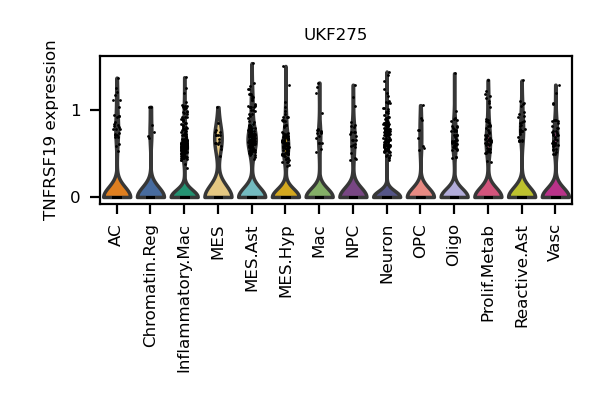 UKF275
TNFRSF19 expression
1
0
AC
Chromatin.Reg
Inflammatory.Mac
MES
MES.Ast
MES.Hyp
Mac
NPC
Neuron
OPC
Oligo
Prolif.Metab
Reactive.Ast
Vasc